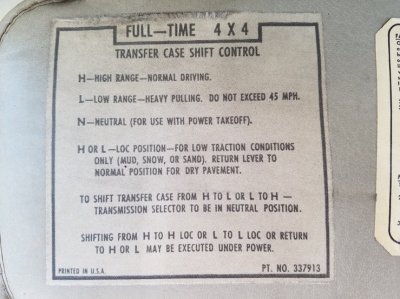 FULL—TIME 4 X 4
TRANSFER CASE SHIFT CONTROL
H—HIGH RANGE—NORMAL DRIVING.
L—LOW RANGE—HEAVY PULLING. DO NOT EXCEED 45 MPH.
N—NEUTRAL (FOR USE WITH POWER TAKEOFF).
H OR L—LOC POSITION—FOR LOW TRACTION CONDITIONS
ONLY (MUD, SNOW, OR SAND). RETURN LEVER TO
NORMAL POSITION FOR DRY PAVEMENT.
TO SHIFT TRANSFER CASE FROM H TO L OR L TO H—
TRANSMISSION SELECTOR TO BE IN NEUTRAL POSITION.
SHIFTING FROM H TO H LOC OR L TO L LOC OR RETURN
TO H OR L MAY BE EXECUTED UNDER POWER.
PRINTED IN U.S.A. PT. NO. 337913